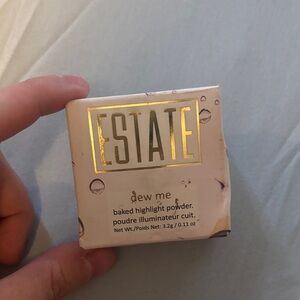 ESTATE
dew me
baked highlight powder.
poudre illuminateur cuit.
Net Wt./Poids Net: 3.2g / 0.11 oz